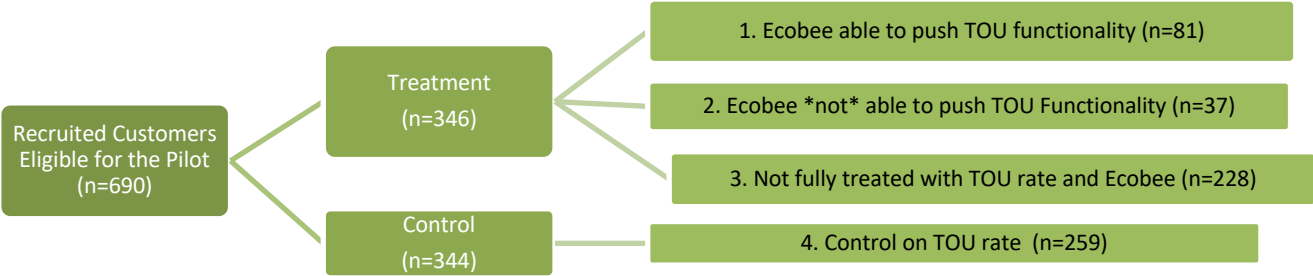 Recruited Customers
Eligible for the Pilot
(n=690)
Treatment
(n=346)
Control
(n=344)
1. Ecobee able to push TOU functionality (n=81)
2. Ecobee *not* able to push TOU Functionality (n=37)
3. Not fully treated with TOU rate and Ecobee (n=228)
4. Control on TOU rate (n=259)